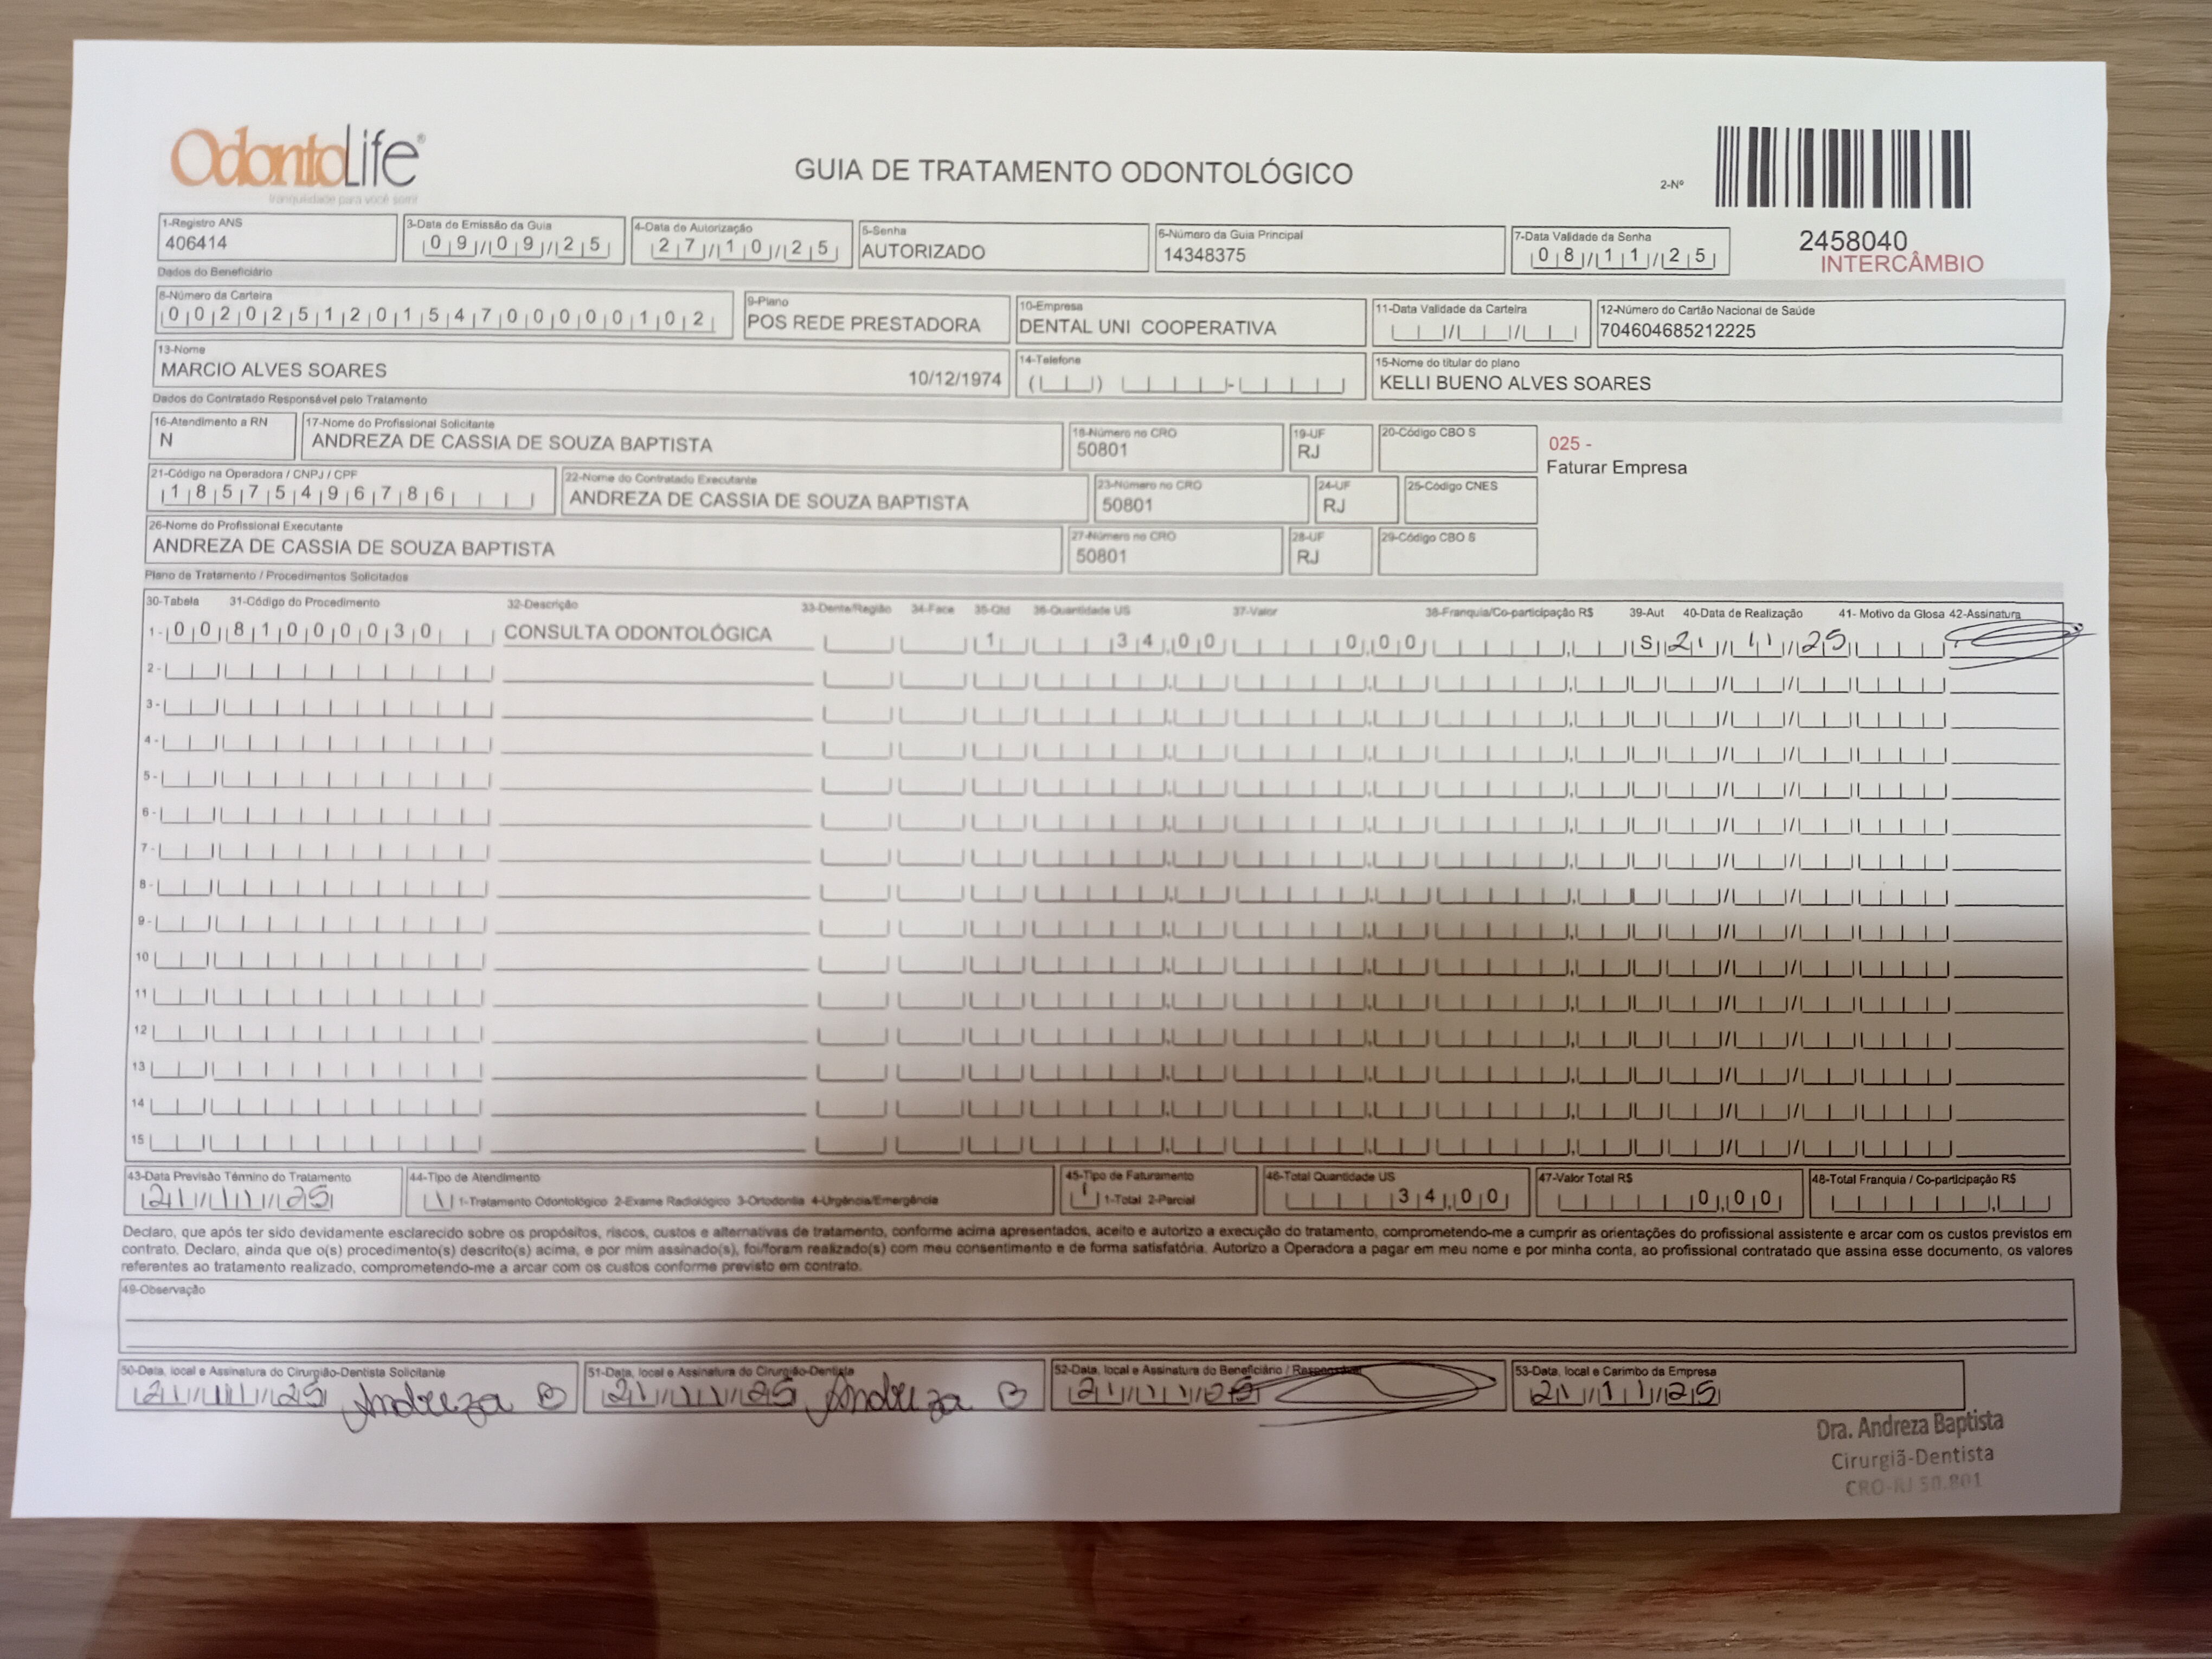 OdontoLife®
tranquilidade para você sorrir
GUIA DE TRATAMENTO ODONTOLÓGICO
2-Nº
2458040
INTERCÂMBIO
1-Registro ANS
406414
3-Data de Emissão da Guia
09/09/25
4-Data de Autorização
27/10/25
5-Senha
AUTORIZADO
6-Número da Guia Principal
14348375
7-Data Validade da Senha
08/11/25
Dados do Beneficiário
8-Número da Carteira
002025120154700000102
9-Plano
POS REDE PRESTADORA
10-Empresa
DENTAL UNI COOPERATIVA
11-Data Validade da Carteira
12-Número do Cartão Nacional de Saúde
704604685212225
13-Nome
MARCIO ALVES SOARES 10/12/1974
14-Telefone
15-Nome do titular do plano
KELLI BUENO ALVES SOARES
Dados do Contratado Responsável pelo Tratamento
16-Atendimento a RN
N
17-Nome do Profissional Solicitante
ANDREZA DE CASSIA DE SOUZA BAPTISTA
18-Número no CRO
50801
19-UF
RJ
20-Código CBO S
025 -
Faturar Empresa
21-Código na Operadora / CNPJ / CPF
18575496786
22-Nome do Contratado Executante
ANDREZA DE CASSIA DE SOUZA BAPTISTA
23-Número no CRO
50801
24-UF
RJ
25-Código CNES
26-Nome do Profissional Executante
ANDREZA DE CASSIA DE SOUZA BAPTISTA
27-Número no CRO
50801
28-UF
RJ
29-Código CBO S
Plano de Tratamento / Procedimentos Solicitados
30-Tabela 31-Código do Procedimento 32-Descrição 33-Dente/Região 34-Face 35-Qtd 36-Quantidade US 37-Valor 38-Franquia/Co-participação R$ 39-Aut 40-Data de Realização 41- Motivo da Glosa 42-Assinatura
1- 00 81000030 CONSULTA ODONTOLÓGICA 1 34,00 0,00 S 21/11/25
2-
3-
4-
5-
6-
7-
8-
9-
10
11
12
13
14
15
43-Data Previsão Término do Tratamento
21/11/25
44-Tipo de Atendimento
1 1-Tratamento Odontológico 2-Exame Radiológico 3-Ortodontia 4-Urgência/Emergência
45-Tipo de Faturamento
1 1-Total 2-Parcial
46-Total Quantidade US
34,00
47-Valor Total R$
0,00
48-Total Franquia / Co-participação R$
Declaro, que após ter sido devidamente esclarecido sobre os propósitos, riscos, custos e alternativas de tratamento, conforme acima apresentados, aceito e autorizo a execução do tratamento, comprometendo-me a cumprir as orientações do profissional assistente e arcar com os custos previstos em
contrato. Declaro, ainda que o(s) procedimento(s) descrito(s) acima, e por mim assinado(s), foi/foram realizado(s) com meu consentimento e de forma satisfatória. Autorizo a Operadora a pagar em meu nome e por minha conta, ao profissional contratado que assina esse documento, os valores
referentes ao tratamento realizado, comprometendo-me a arcar com os custos conforme previsto em contrato.
49-Observação
50-Data, local e Assinatura do Cirurgião-Dentista Solicitante
21/11/25 Andreza B
51-Data, local e Assinatura do Cirurgião-Dentista
21/11/25 Andreza B
52-Data, local e Assinatura do Beneficiário / Responsável
21/11/25
53-Data, local e Carimbo da Empresa
21/11/25
Dra. Andreza Baptista
Cirurgiã-Dentista
CRO-RJ 50.801